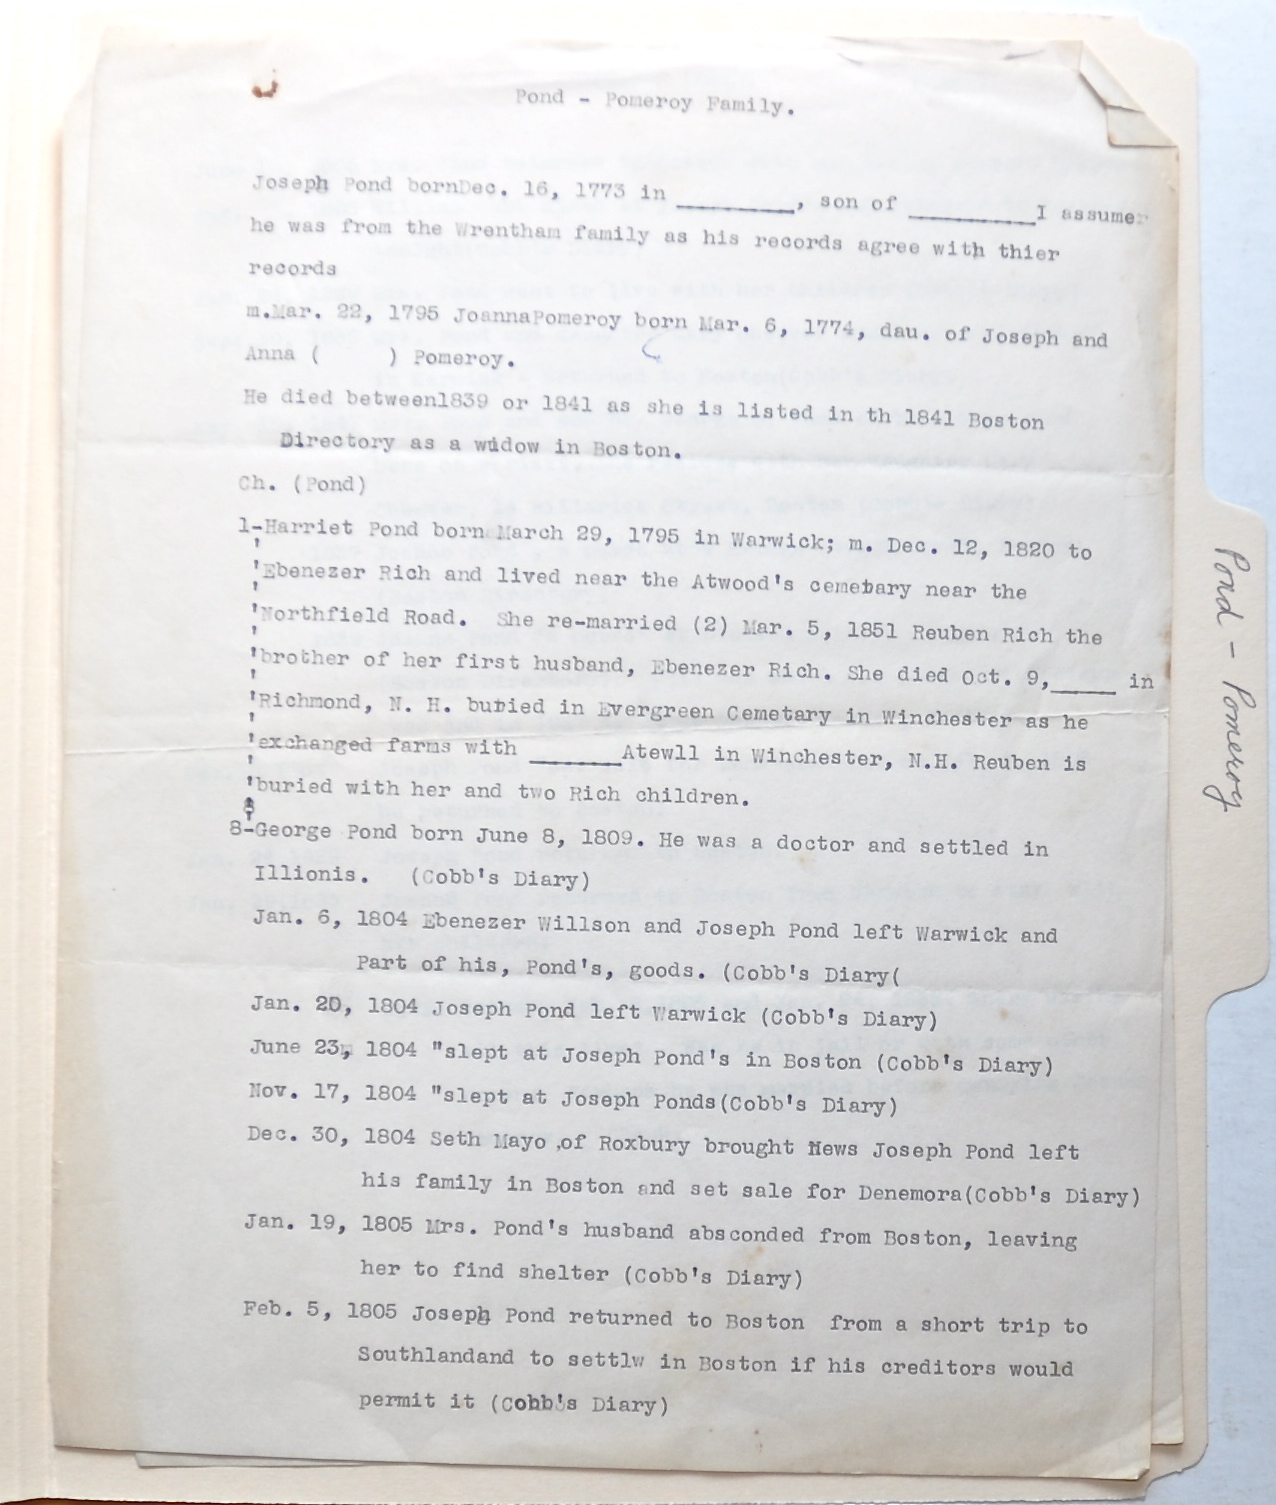 Pond - Pomeroy Family.
Joseph Pond bornDec. 16, 1773 in __________, son of __________I assume
he was from the Wrentham family as his records agree with thier
records
m.Mar. 22, 1795 JoannaPomeroy born Mar. 6, 1774, dau. of Joseph and
Anna (      ) Pomeroy.
He died between1839 or 1841 as she is listed in th 1841 Boston
Directory as a widow in Boston.
Ch. (Pond)
1-Harriet Pond born March 29, 1795 in Warwick; m. Dec. 12, 1820 to
'Ebenezer Rich and lived near the Atwood's cemetary near the
'Northfield Road.  She re-married (2) Mar. 5, 1851 Reuben Rich the
'brother of her first husband, Ebenezer Rich. She died Oct. 9,_____ in
'Richmond, N. H. buried in Evergreen Cemetary in Winchester as he
'exchanged farms with _______Atewll in Winchester, N.H. Reuben is
'buried with her and two Rich children.
8-George Pond born June 8, 1809. He was a doctor and settled in
Illionis.   (Cobb's Diary)
Jan. 6, 1804 Ebenezer Willson and Joseph Pond left Warwick and
Part of his, Pond's, goods. (Cobb's Diary(
Jan. 20, 1804 Joseph Pond left Warwick (Cobb's Diary)
June 23, 1804 "slept at Joseph Pond's in Boston (Cobb's Diary)
Nov. 17, 1804 "slept at Joseph Ponds(Cobb's Diary)
Dec. 30, 1804 Seth Mayo ,of Roxbury brought News Joseph Pond left
his family in Boston and set sale for Denemora(Cobb's Diary)
Jan. 19, 1805 Mrs. Pond's husband absconded from Boston, leaving
her to find shelter (Cobb's Diary)
Feb. 5, 1805 Joseph Pond returned to Boston  from a short trip to
Southlandand to settlw in Boston if his creditors would
permit it (Cobb's Diary)
Pond - Pomeroy